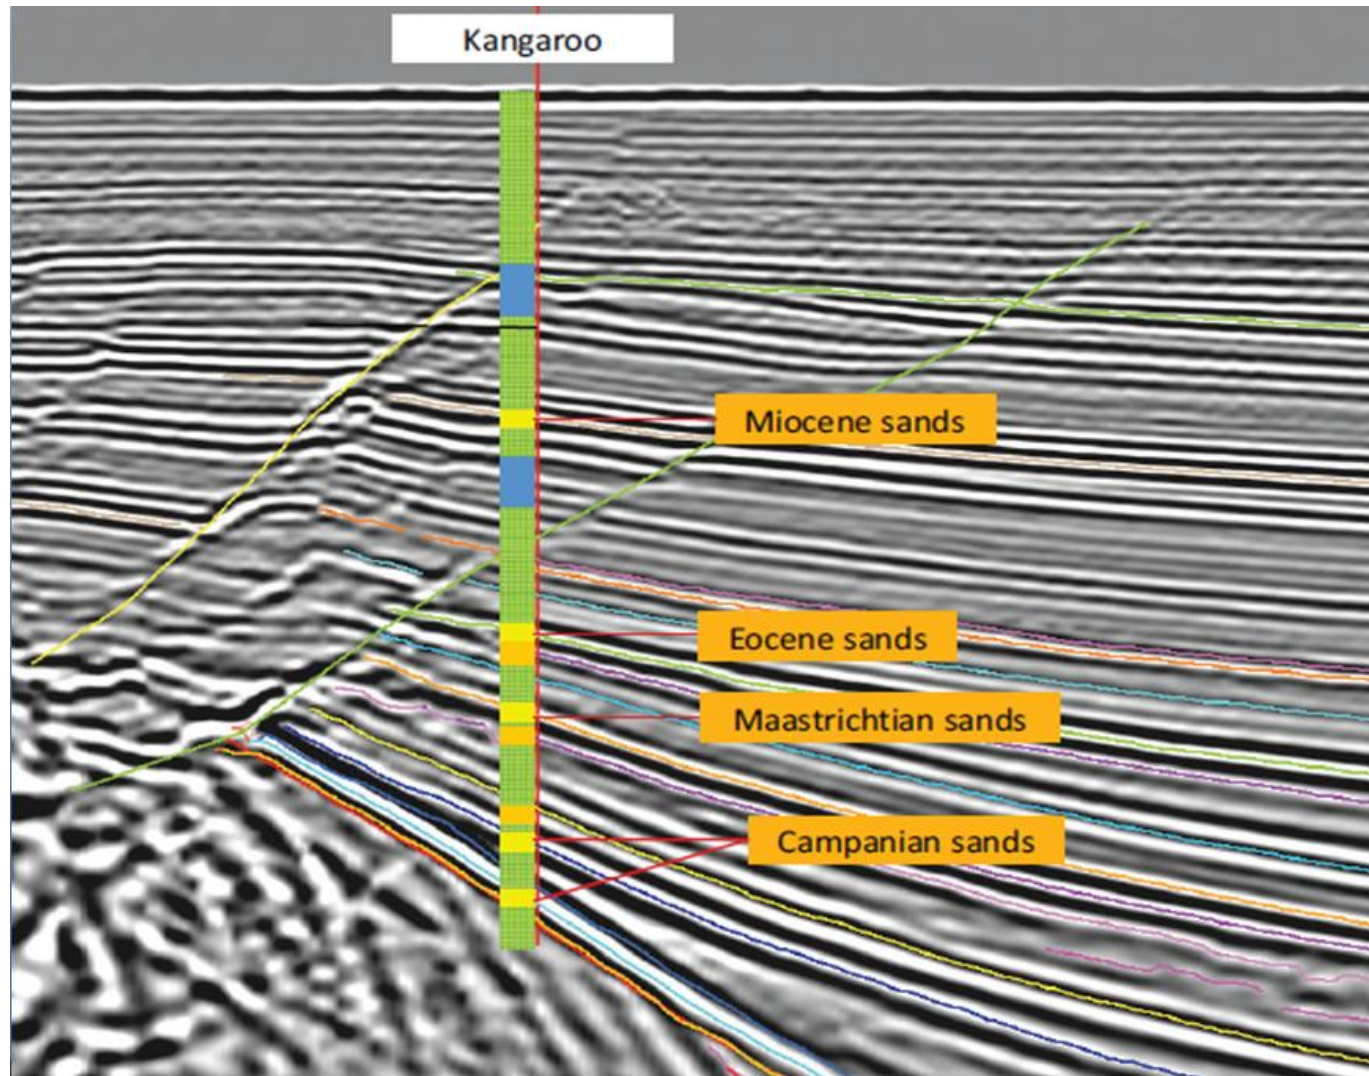 Kangaroo
Miocene sands
Eocene sands
Maastrichtian sands
Campanian sands